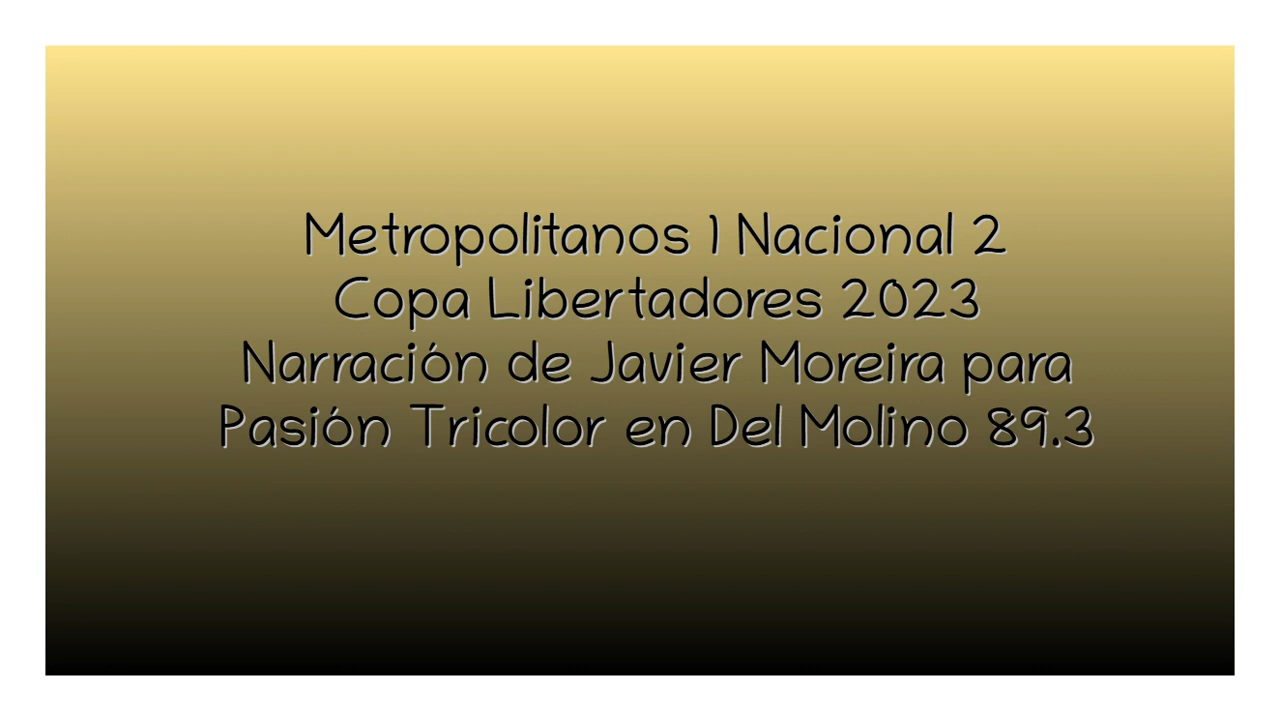 Metropolitanos 1 Nacional 2
Copa Libertadores 2023
Narración de Javier Moreira para
Pasión Tricolor en Del Molino 89.3